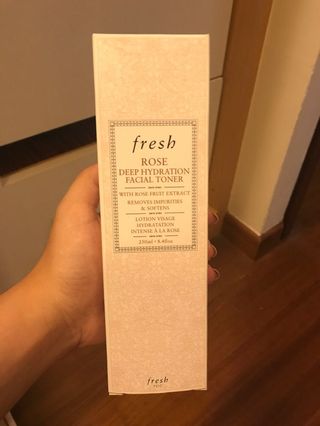 fresh
ROSE
DEEP HYDRATION
FACIAL TONER
WITH ROSE FRUIT EXTRACT
REMOVES IMPURITIES
& SOFTENS
LOTION VISAGE
HYDRATATION
INTENSE À LA ROSE
250ml • 8.4fl oz
fresh